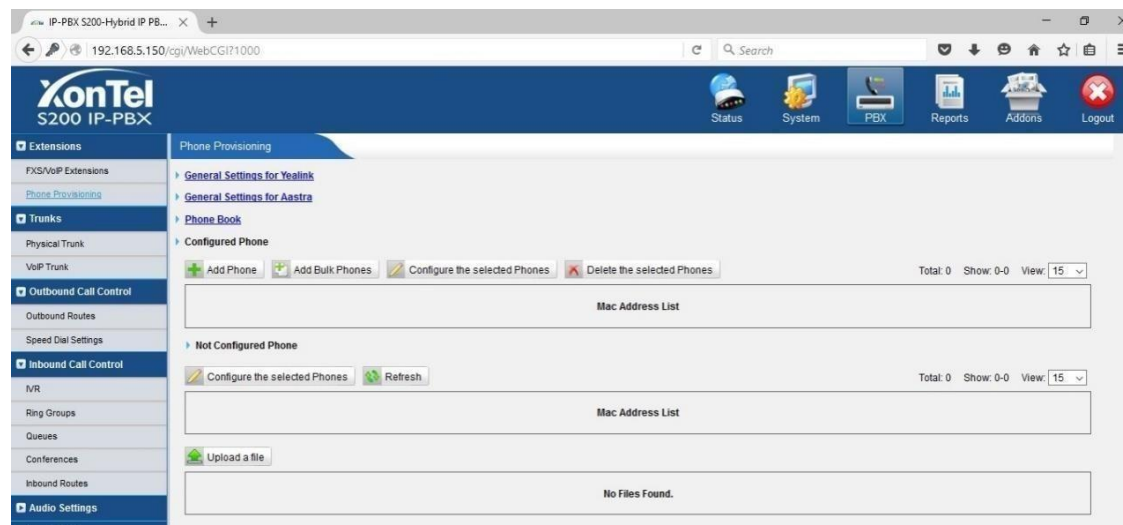 IP-PBX S200-Hybrid IP PB...
192.168.5.150/cgi/WebCGI?1000
Search
XonTel
S200 IP-PBX
Status
System
PBX
Reports
Addons
Logout
Extensions
FXS/VoIP Extensions
Phone Provisioning
Trunks
Physical Trunk
VoIP Trunk
Outbound Call Control
Outbound Routes
Speed Dial Settings
Inbound Call Control
IVR
Ring Groups
Queues
Conferences
Inbound Routes
Audio Settings
Phone Provisioning
General Settings for Yealink
General Settings for Aastra
Phone Book
Configured Phone
Add Phone Add Bulk Phones Configure the selected Phones Delete the selected Phones Total: 0 Show: 0-0 View: 15
Mac Address List
Not Configured Phone
Configure the selected Phones Refresh Total: 0 Show: 0-0 View: 15
Mac Address List
Upload a file
No Files Found.